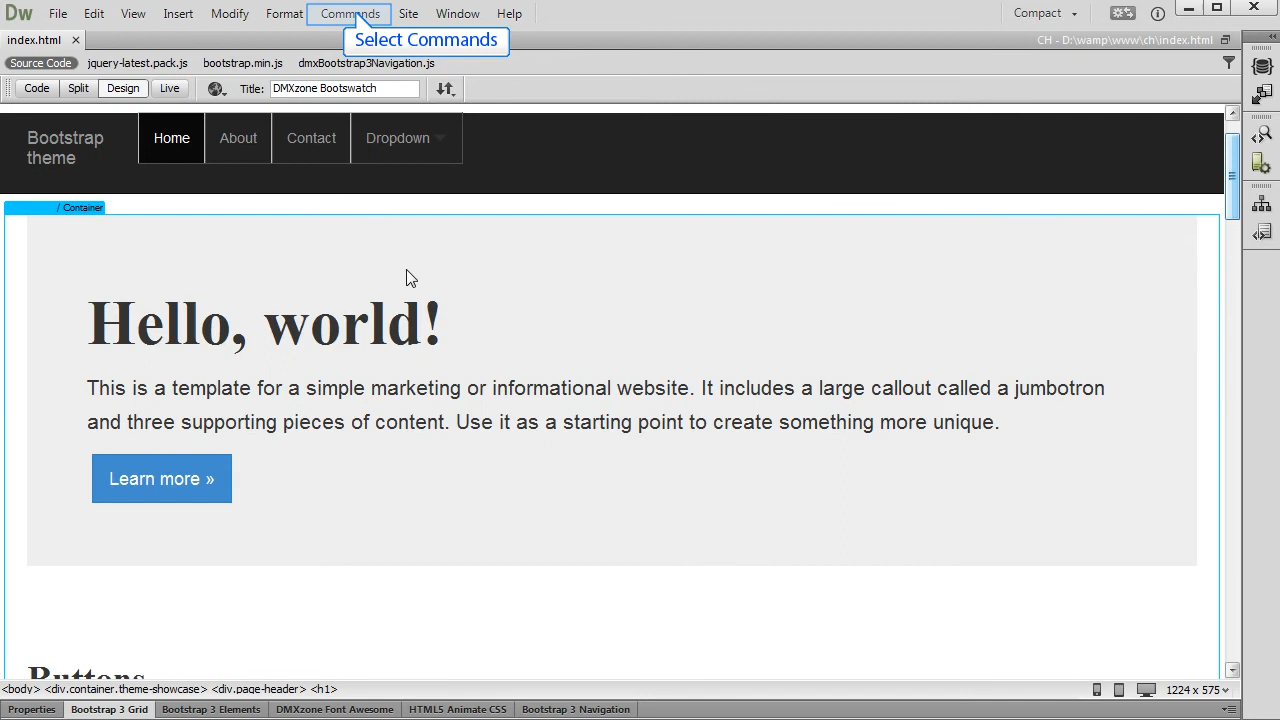 Dw File Edit View Insert Modify Format Commands Site Window Help Compact
Select Commands
index.html CH - D:\wamp\www\ch\index.html
Source Code jquery-latest.pack.js bootstrap.min.js dmxBootstrap3Navigation.js
Code Split Design Live Title: DMXzone Bootswatch
Bootstrap theme
Home About Contact Dropdown
/ Container
Hello, world!
This is a template for a simple marketing or informational website. It includes a large callout called a jumbotron
and three supporting pieces of content. Use it as a starting point to create something more unique.
Learn more »
Buttons
<body> <div.container.theme-showcase> <div.page-header> <h1> 1224 x 575
Properties Bootstrap 3 Grid Bootstrap 3 Elements DMXzone Font Awesome HTML5 Animate CSS Bootstrap 3 Navigation